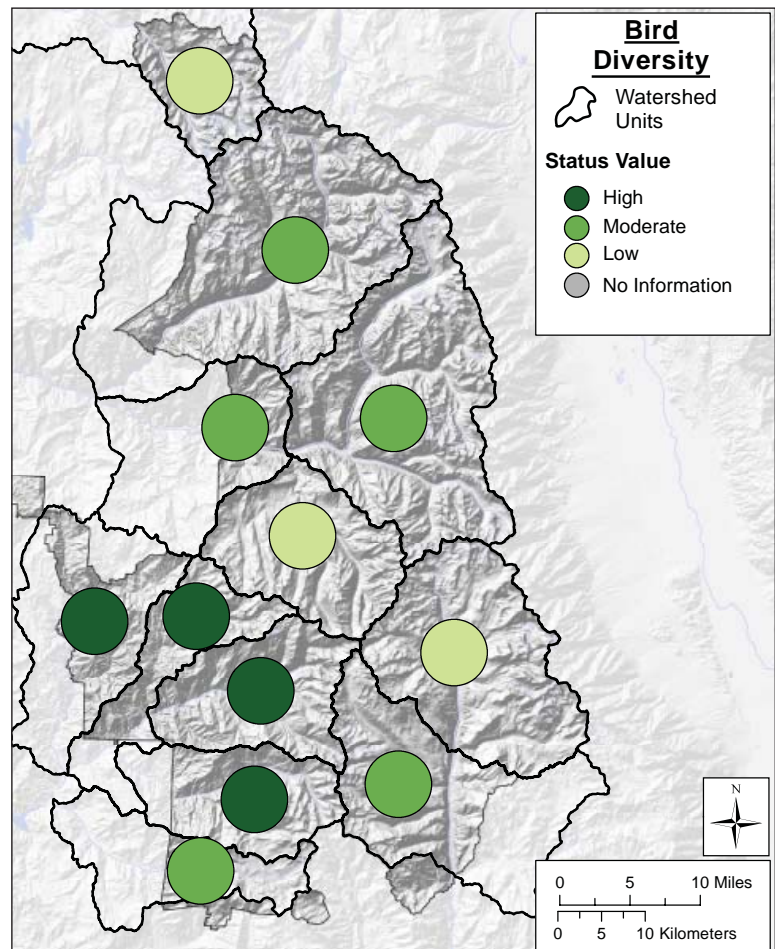 Bird
Diversity
Watershed
Units
Status Value
High
Moderate
Low
No Information
N
0 5 10 Miles
0 5 10 Kilometers